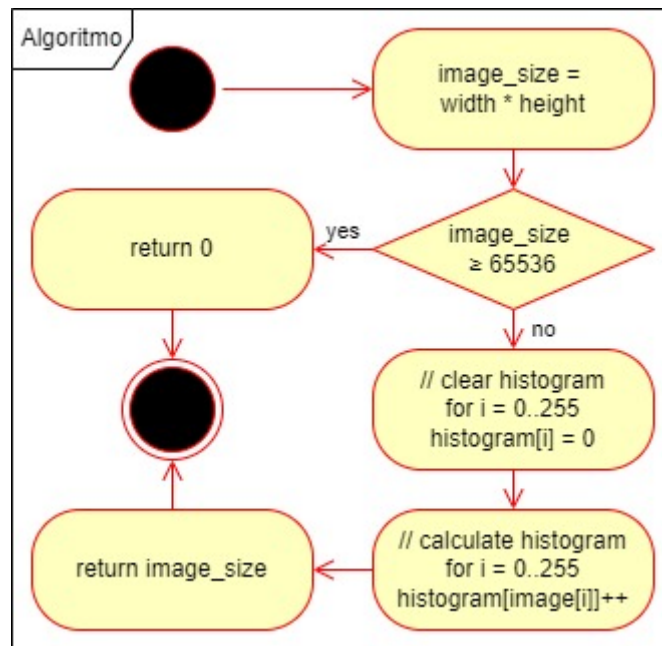 Algoritmo
image_size =
width * height
image_size
≥ 65536
yes
return 0
no
// clear histogram
for i = 0..255
histogram[i] = 0
// calculate histogram
for i = 0..255
histogram[image[i]]++
return image_size